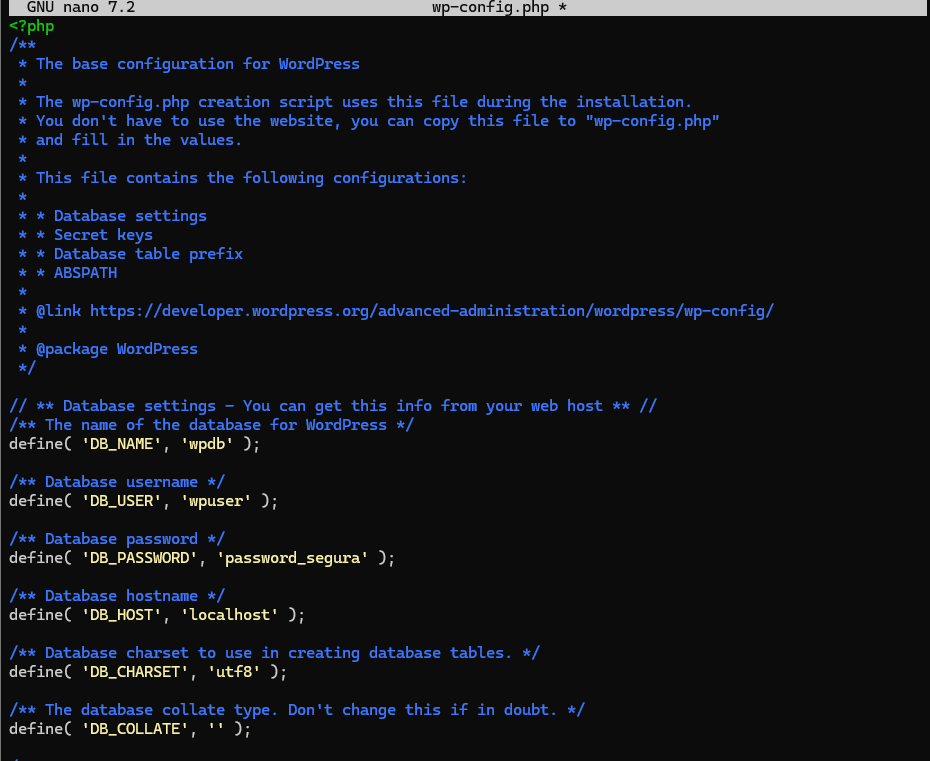 GNU nano 7.2 wp-config.php *
<?php
/**
 * The base configuration for WordPress
 *
 * The wp-config.php creation script uses this file during the installation.
 * You don't have to use the website, you can copy this file to "wp-config.php"
 * and fill in the values.
 *
 * This file contains the following configurations:
 *
 * * Database settings
 * * Secret keys
 * * Database table prefix
 * * ABSPATH
 *
 * @link https://developer.wordpress.org/advanced-administration/wordpress/wp-config/
 *
 * @package WordPress
 */

// ** Database settings - You can get this info from your web host ** //
/** The name of the database for WordPress */
define( 'DB_NAME', 'wpdb' );

/** Database username */
define( 'DB_USER', 'wpuser' );

/** Database password */
define( 'DB_PASSWORD', 'password_segura' );

/** Database hostname */
define( 'DB_HOST', 'localhost' );

/** Database charset to use in creating database tables. */
define( 'DB_CHARSET', 'utf8' );

/** The database collate type. Don't change this if in doubt. */
define( 'DB_COLLATE', '' );